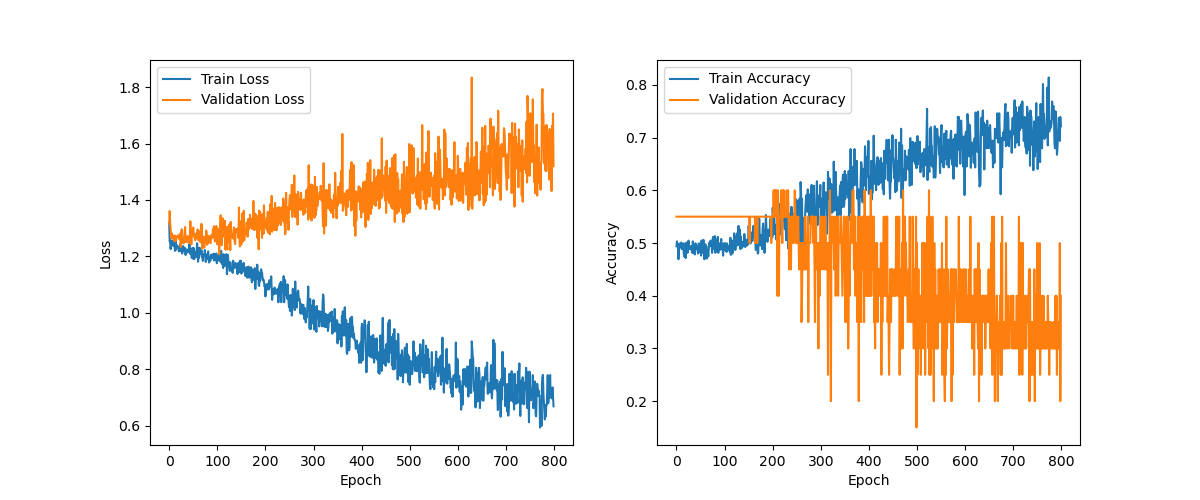 Train Loss
Validation Loss
1.8
1.6
1.4
1.2
1.0
0.8
0.6
Loss
0 100 200 300 400 500 600 700 800
Epoch
Train Accuracy
Validation Accuracy
0.8
0.7
0.6
0.5
0.4
0.3
0.2
Accuracy
0 100 200 300 400 500 600 700 800
Epoch